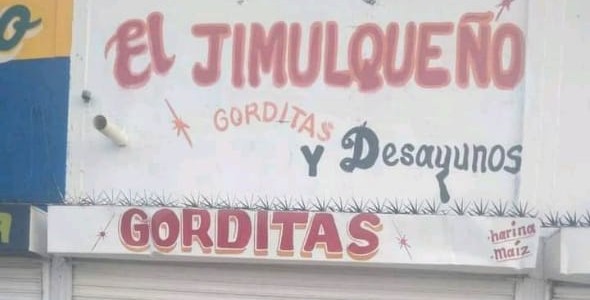 El JIMULQUEÑO
GORDITAS
Y Desayunos
GORDITAS
.harina
.maiz